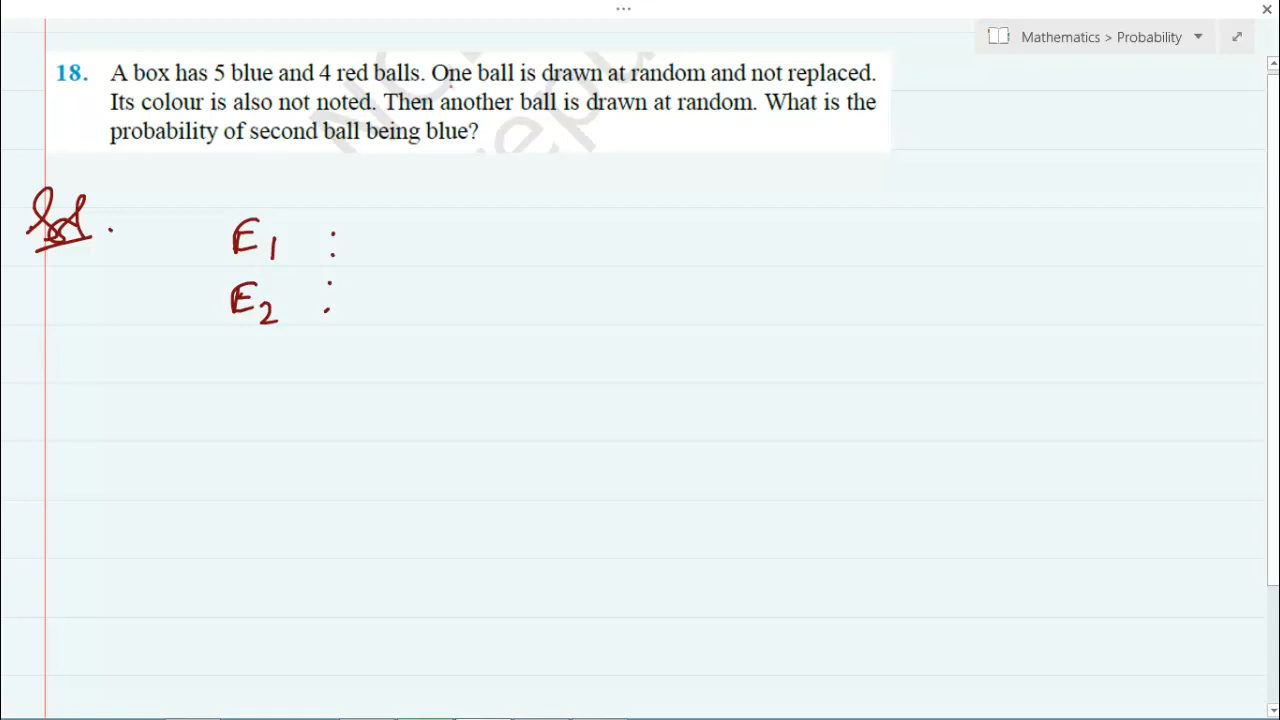 Mathematics > Probability
18. A box has 5 blue and 4 red balls. One ball is drawn at random and not replaced.
Its colour is also not noted. Then another ball is drawn at random. What is the
probability of second ball being blue?
Sol.
E1 :
E2 :